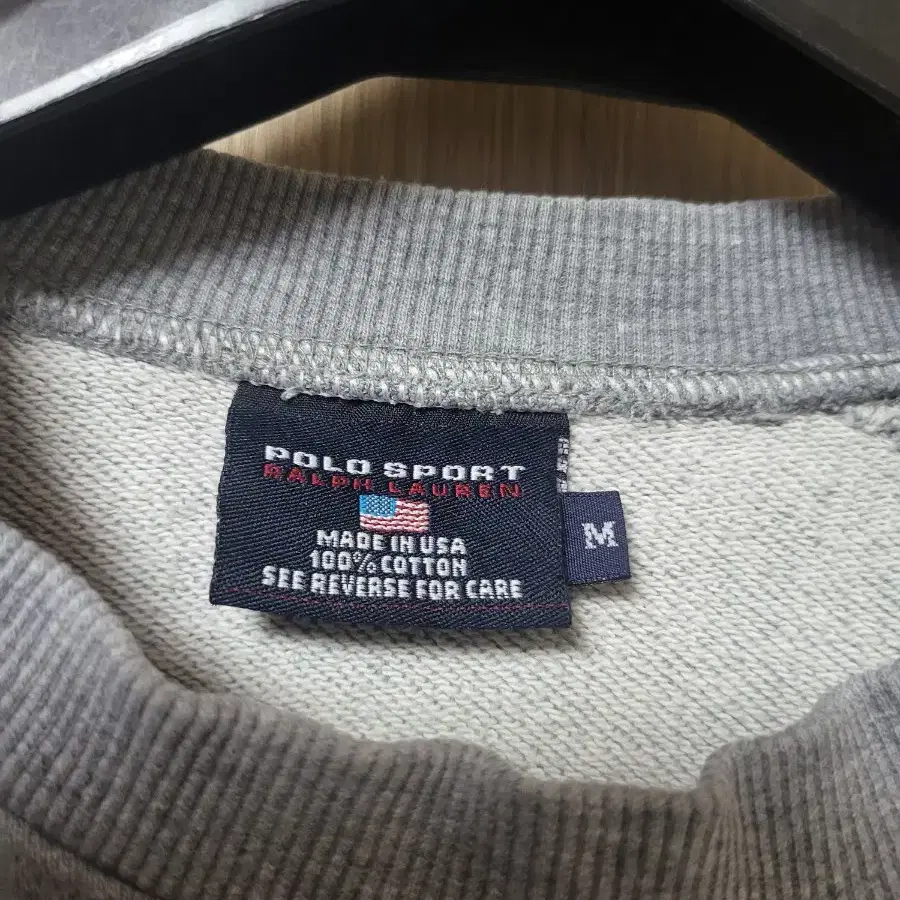 POLO SPORT
RALPH LAUREN
MADE IN USA
100% COTTON
SEE REVERSE FOR CARE
M